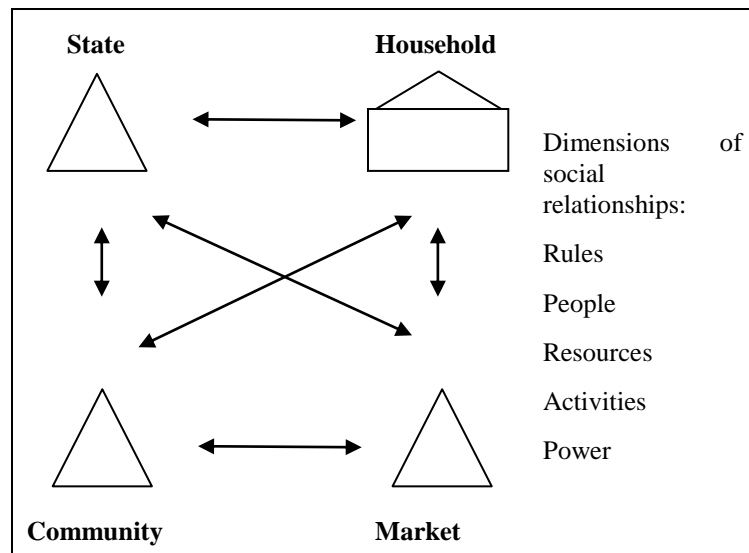 State Household
Dimensions of
social
relationships:
Rules
People
Resources
Activities
Power
Community Market